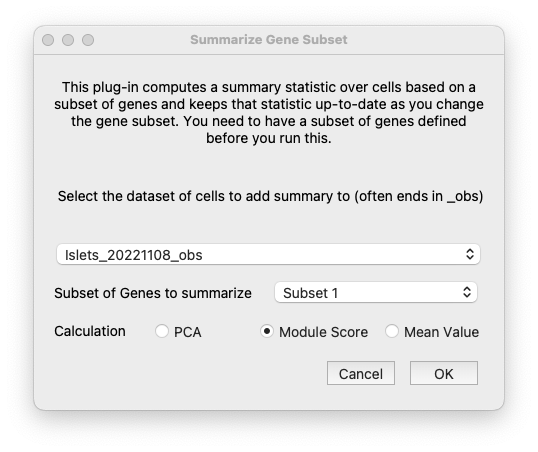 Summarize Gene Subset
This plug-in computes a summary statistic over cells based on a
subset of genes and keeps that statistic up-to-date as you change
the gene subset. You need to have a subset of genes defined
before you run this.
Select the dataset of cells to add summary to (often ends in _obs)
Islets_20221108_obs
Subset of Genes to summarize Subset 1
Calculation PCA Module Score Mean Value
Cancel OK